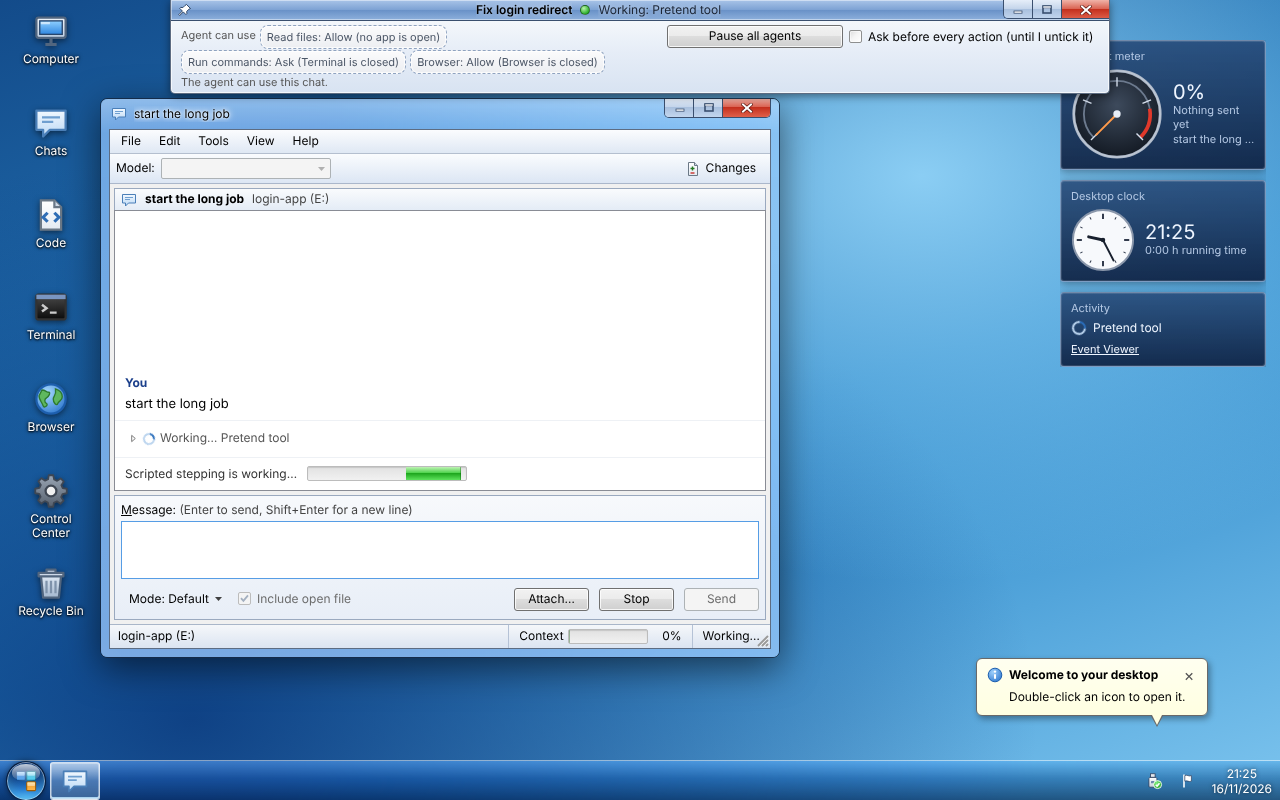 Fix login redirect Working: Pretend tool
Agent can use Read files: Allow (no app is open)
Run commands: Ask (Terminal is closed) Browser: Allow (Browser is closed)
The agent can use this chat.
Pause all agents Ask before every action (until I untick it)
Computer
Chats
Code
Terminal
Browser
Control
Center
Recycle Bin
start the long job
File Edit Tools View Help
Model: Changes
start the long job login-app (E:)
You
start the long job
Working... Pretend tool
Scripted stepping is working...
Message: (Enter to send, Shift+Enter for a new line)
Mode: Default Include open file Attach... Stop Send
login-app (E:) Context 0% Working...
meter
0%
Nothing sent
yet
start the long ...
Desktop clock
21:25
0:00 h running time
Activity
Pretend tool
Event Viewer
Welcome to your desktop
Double-click an icon to open it.
21:25
16/11/2026